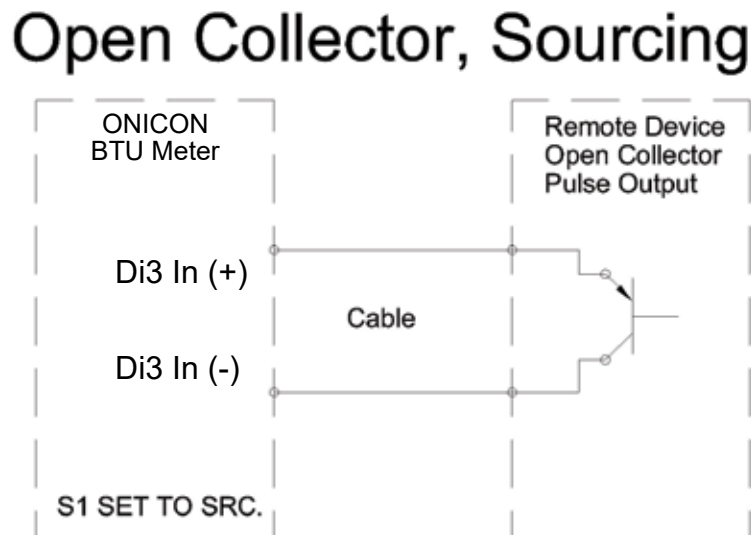 Open Collector, Sourcing
ONICON
BTU Meter
Remote Device
Open Collector
Pulse Output
Di3 In (+)
Cable
Di3 In (-)
S1 SET TO SRC.